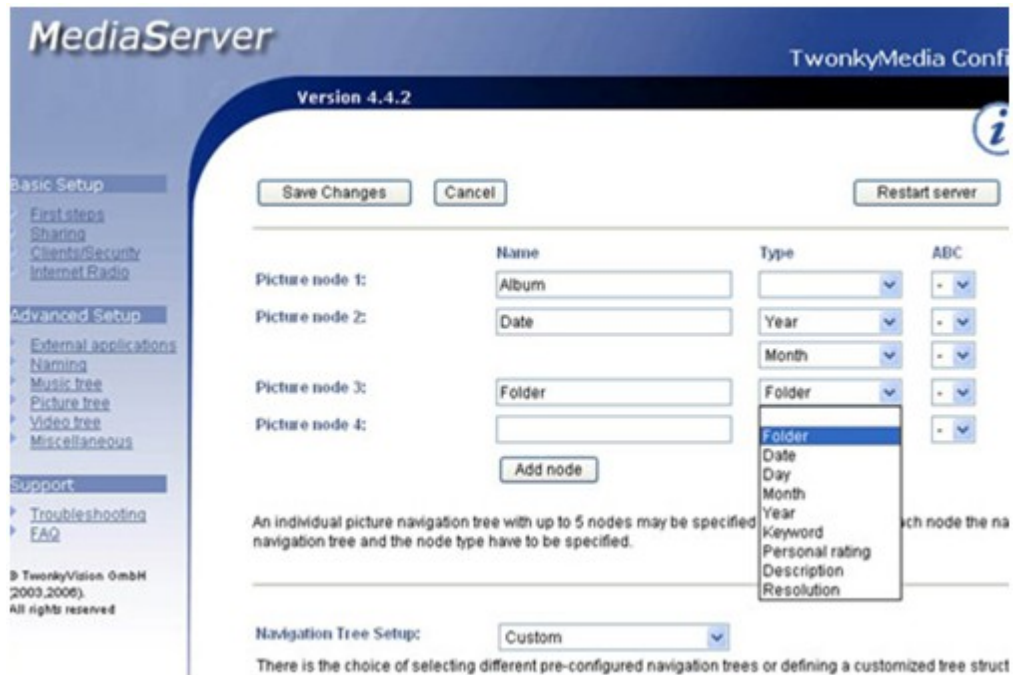 MediaServer
TwonkyMedia Confi
Version 4.4.2
i
Basic Setup
First steps
Sharing
Clients/Security
Internet Radio
Advanced Setup
External applications
Naming
Music tree
Picture tree
Video tree
Miscellaneous
Support
Troubleshooting
FAQ
© TwonkyVision GmbH
(2003,2006).
All rights reserved
Save Changes Cancel Restart server
Name Type ABC
Picture node 1: Album -
Picture node 2: Date Year -
Month -
Picture node 3: Folder Folder -
Picture node 4: -
Folder
Date
Day
Month
Year
Keyword
Personal rating
Description
Resolution
Add node
An individual picture navigation tree with up to 5 nodes may be specified ch node the na
navigation tree and the node type have to be specified.
Navigation Tree Setup: Custom
There is the choice of selecting different pre-configured navigation trees or defining a customized tree struct